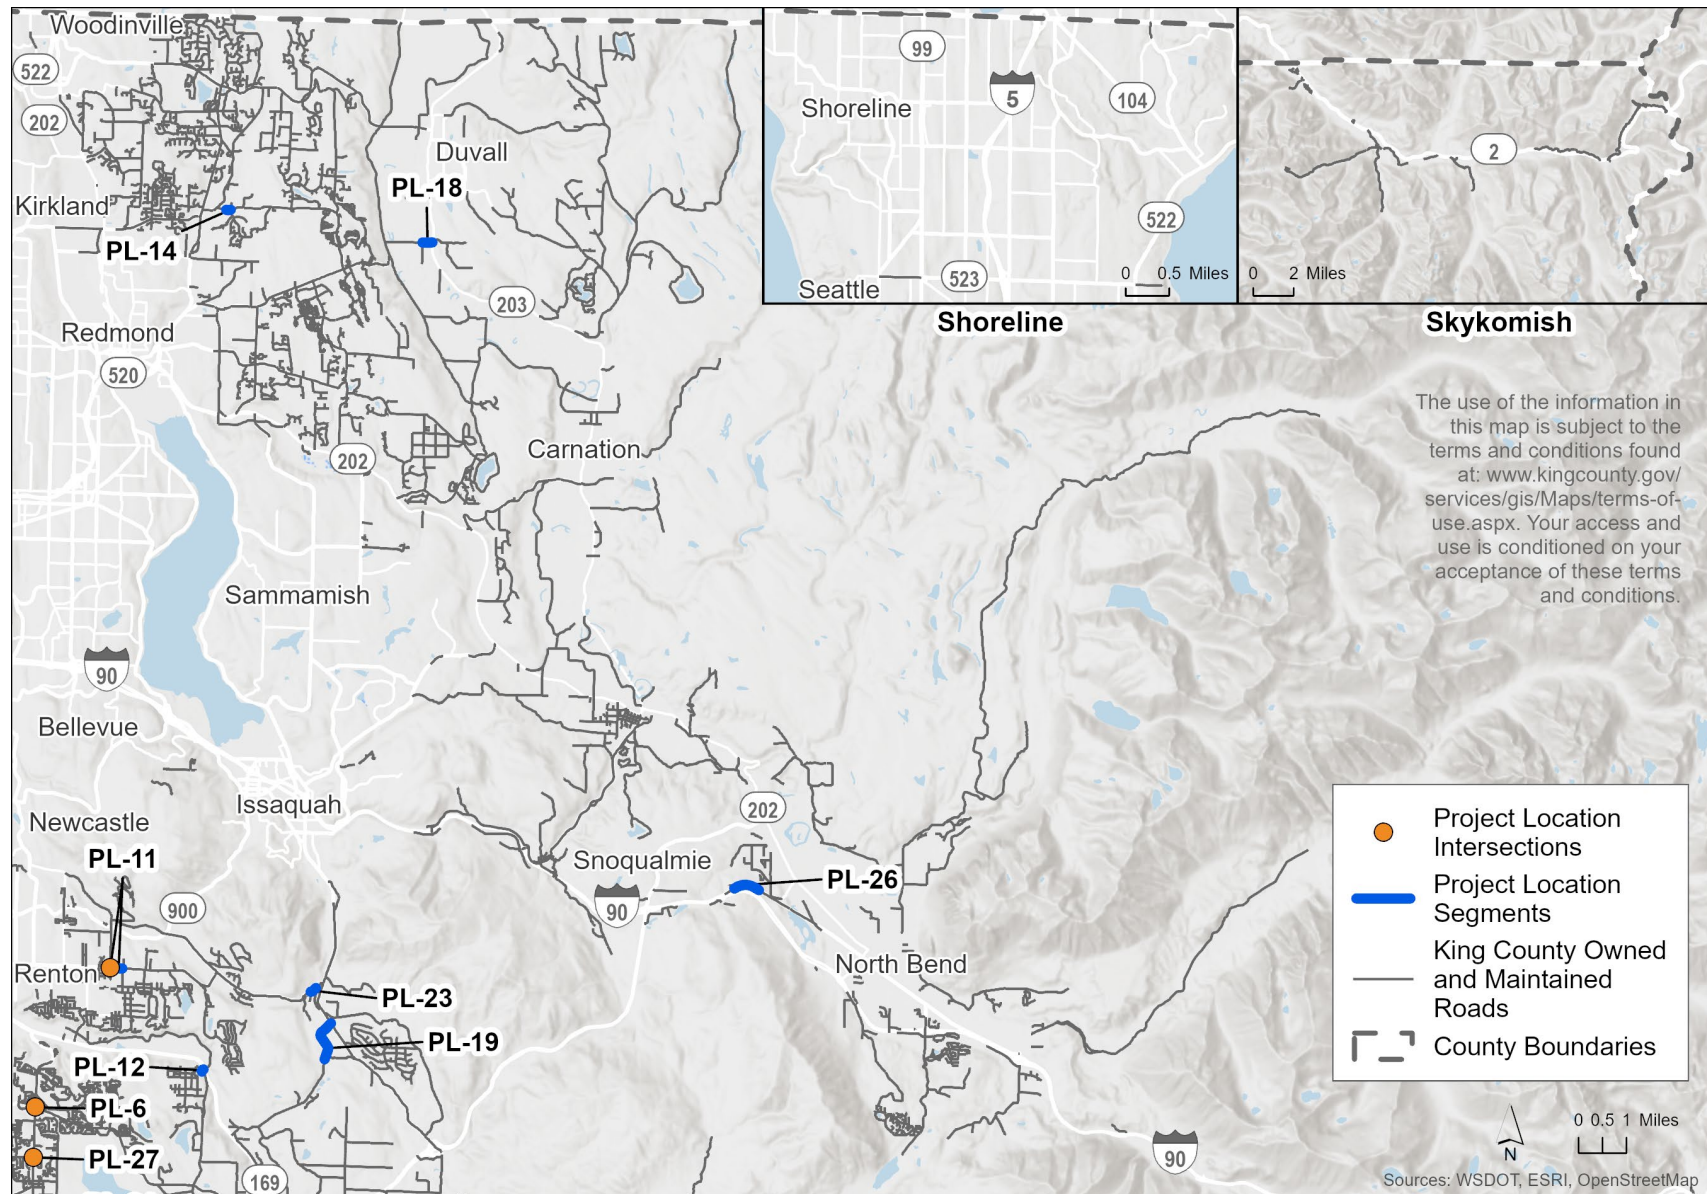 Woodinville
522
202
Duvall
PL-18
Kirkland
PL-14
203
Redmond
520
202
Carnation
Sammamish
90
Bellevue
Issaquah
Newcastle
PL-11
900
Renton
202
Snoqualmie
90
PL-26
North Bend
PL-23
PL-19
PL-12
PL-6
PL-27
169
90
99
5
104
Shoreline
522
523
Seattle
0 0.5 Miles
Shoreline
2
0 2 Miles
Skykomish
The use of the information in
this map is subject to the
terms and conditions found
at: www.kingcounty.gov/
services/gis/Maps/terms-of-
use.aspx. Your access and
use is conditioned on your
acceptance of these terms
and conditions.
Project Location
Intersections
Project Location
Segments
King County Owned
and Maintained
Roads
County Boundaries
N
0 0.5 1 Miles
Sources: WSDOT, ESRI, OpenStreetMap